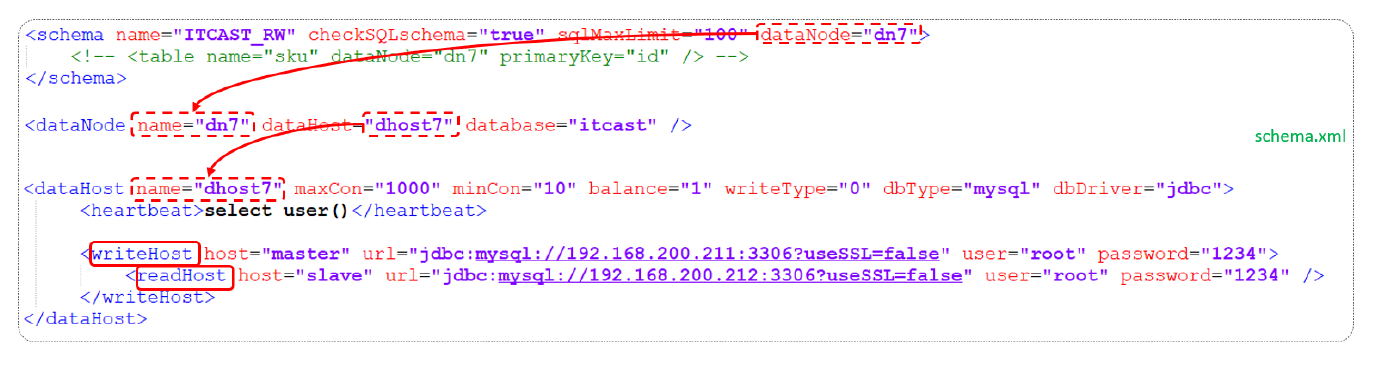 <schema name="ITCAST_RW" checkSQLschema="true" sqlMaxLimit="100" dataNode="dn7">
<!-- <table name="sku" dataNode="dn7" primaryKey="id" /> -->
</schema>
<dataNode name="dn7" dataHost="dhost7" database="itcast" />
schema.xml
<dataHost name="dhost7" maxCon="1000" minCon="10" balance="1" writeType="0" dbType="mysql" dbDriver="jdbc">
<heartbeat>select user()</heartbeat>
<writeHost host="master" url="jdbc:mysql://192.168.200.211:3306?useSSL=false" user="root" password="1234">
<readHost host="slave" url="jdbc:mysql://192.168.200.212:3306?useSSL=false" user="root" password="1234" />
</writeHost>
</dataHost>